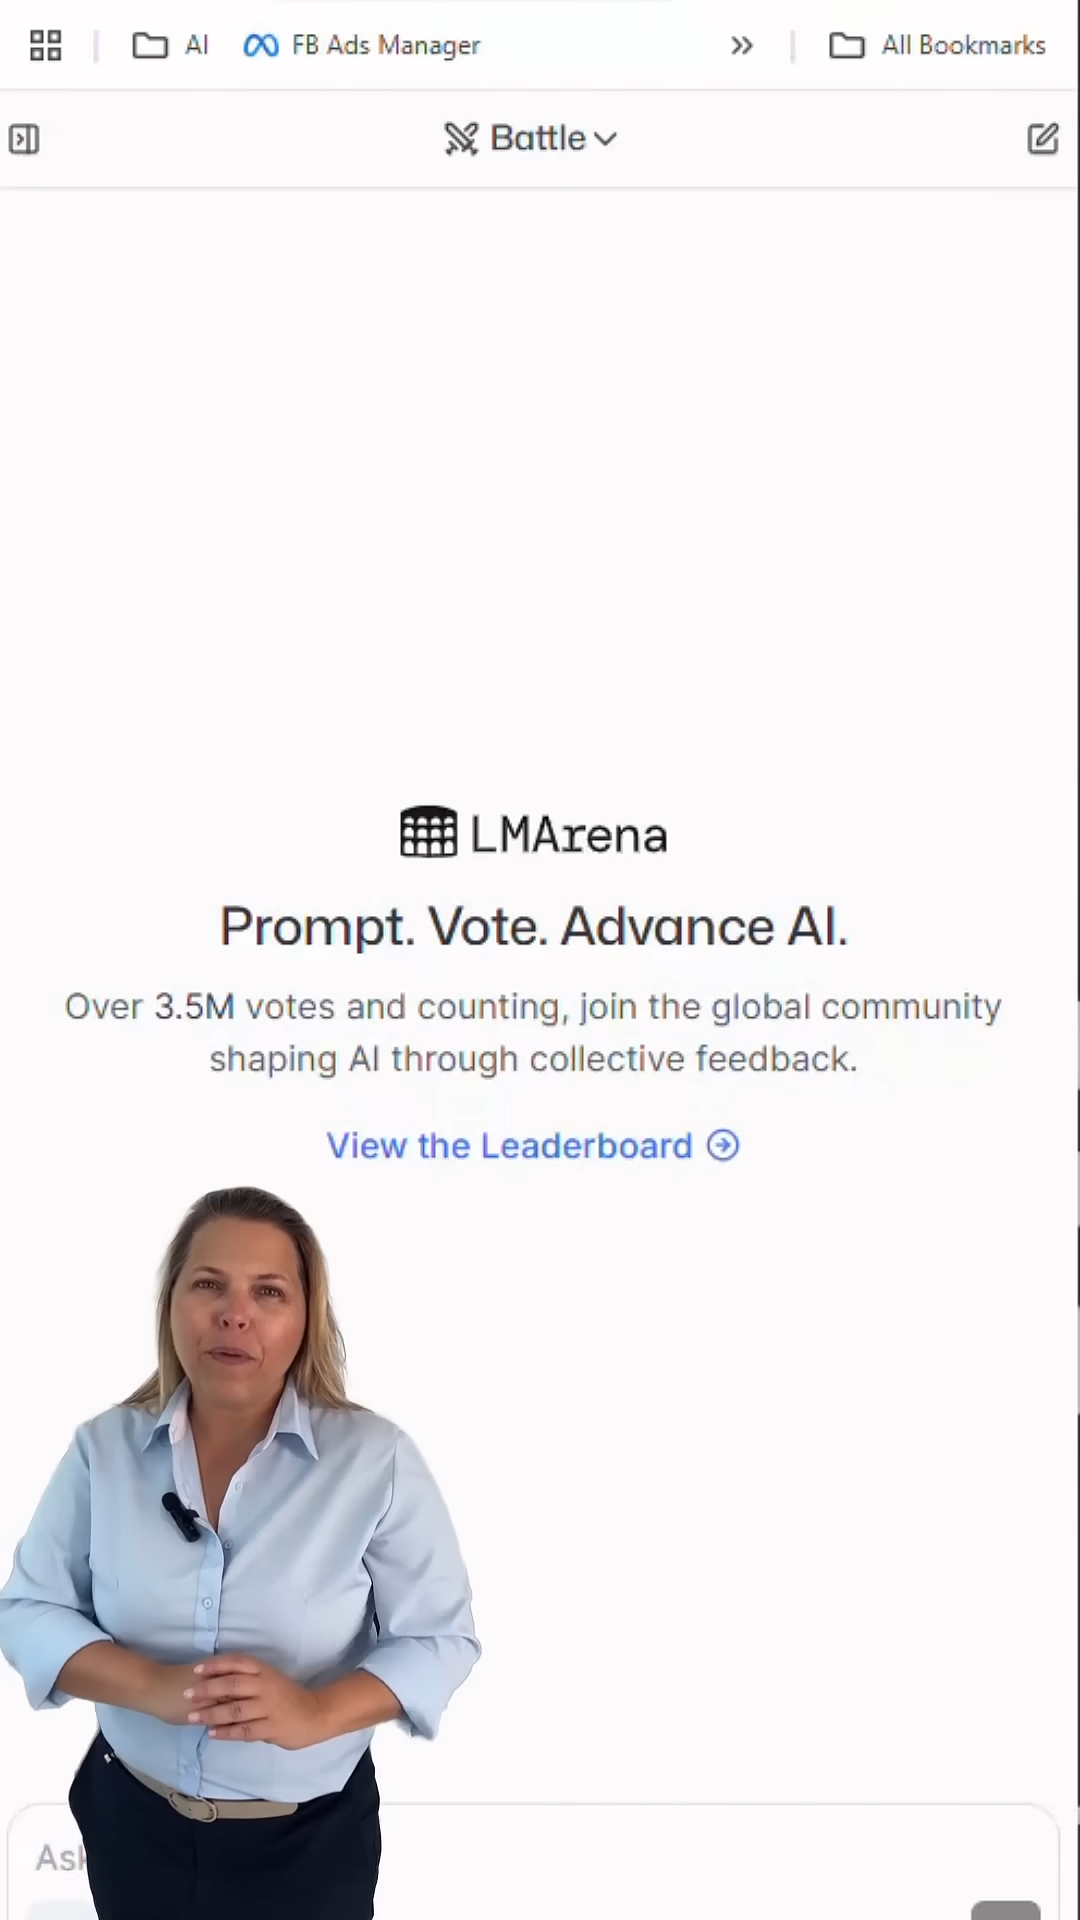 AI
FB Ads Manager
All Bookmarks
Battle
LMArena
Prompt. Vote. Advance AI.
Over 3.5M votes and counting, join the global community
shaping AI through collective feedback.
View the Leaderboard